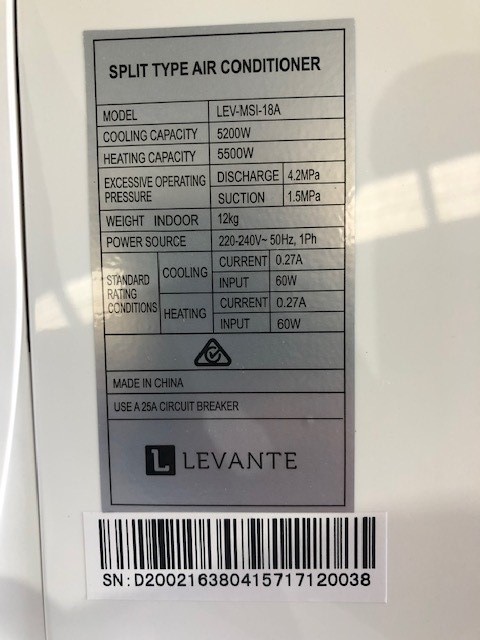 SPLIT TYPE AIR CONDITIONER
MODEL LEV-MSI-18A
COOLING CAPACITY 5200W
HEATING CAPACITY 5500W
EXCESSIVE OPERATING PRESSURE DISCHARGE 4.2MPa
SUCTION 1.5MPa
WEIGHT INDOOR 12kg
POWER SOURCE 220-240V~ 50Hz, 1Ph
STANDARD RATING CONDITIONS COOLING CURRENT 0.27A
INPUT 60W
HEATING CURRENT 0.27A
INPUT 60W
MADE IN CHINA
USE A 25A CIRCUIT BREAKER
L LEVANTE
SN: D200216380415717120038